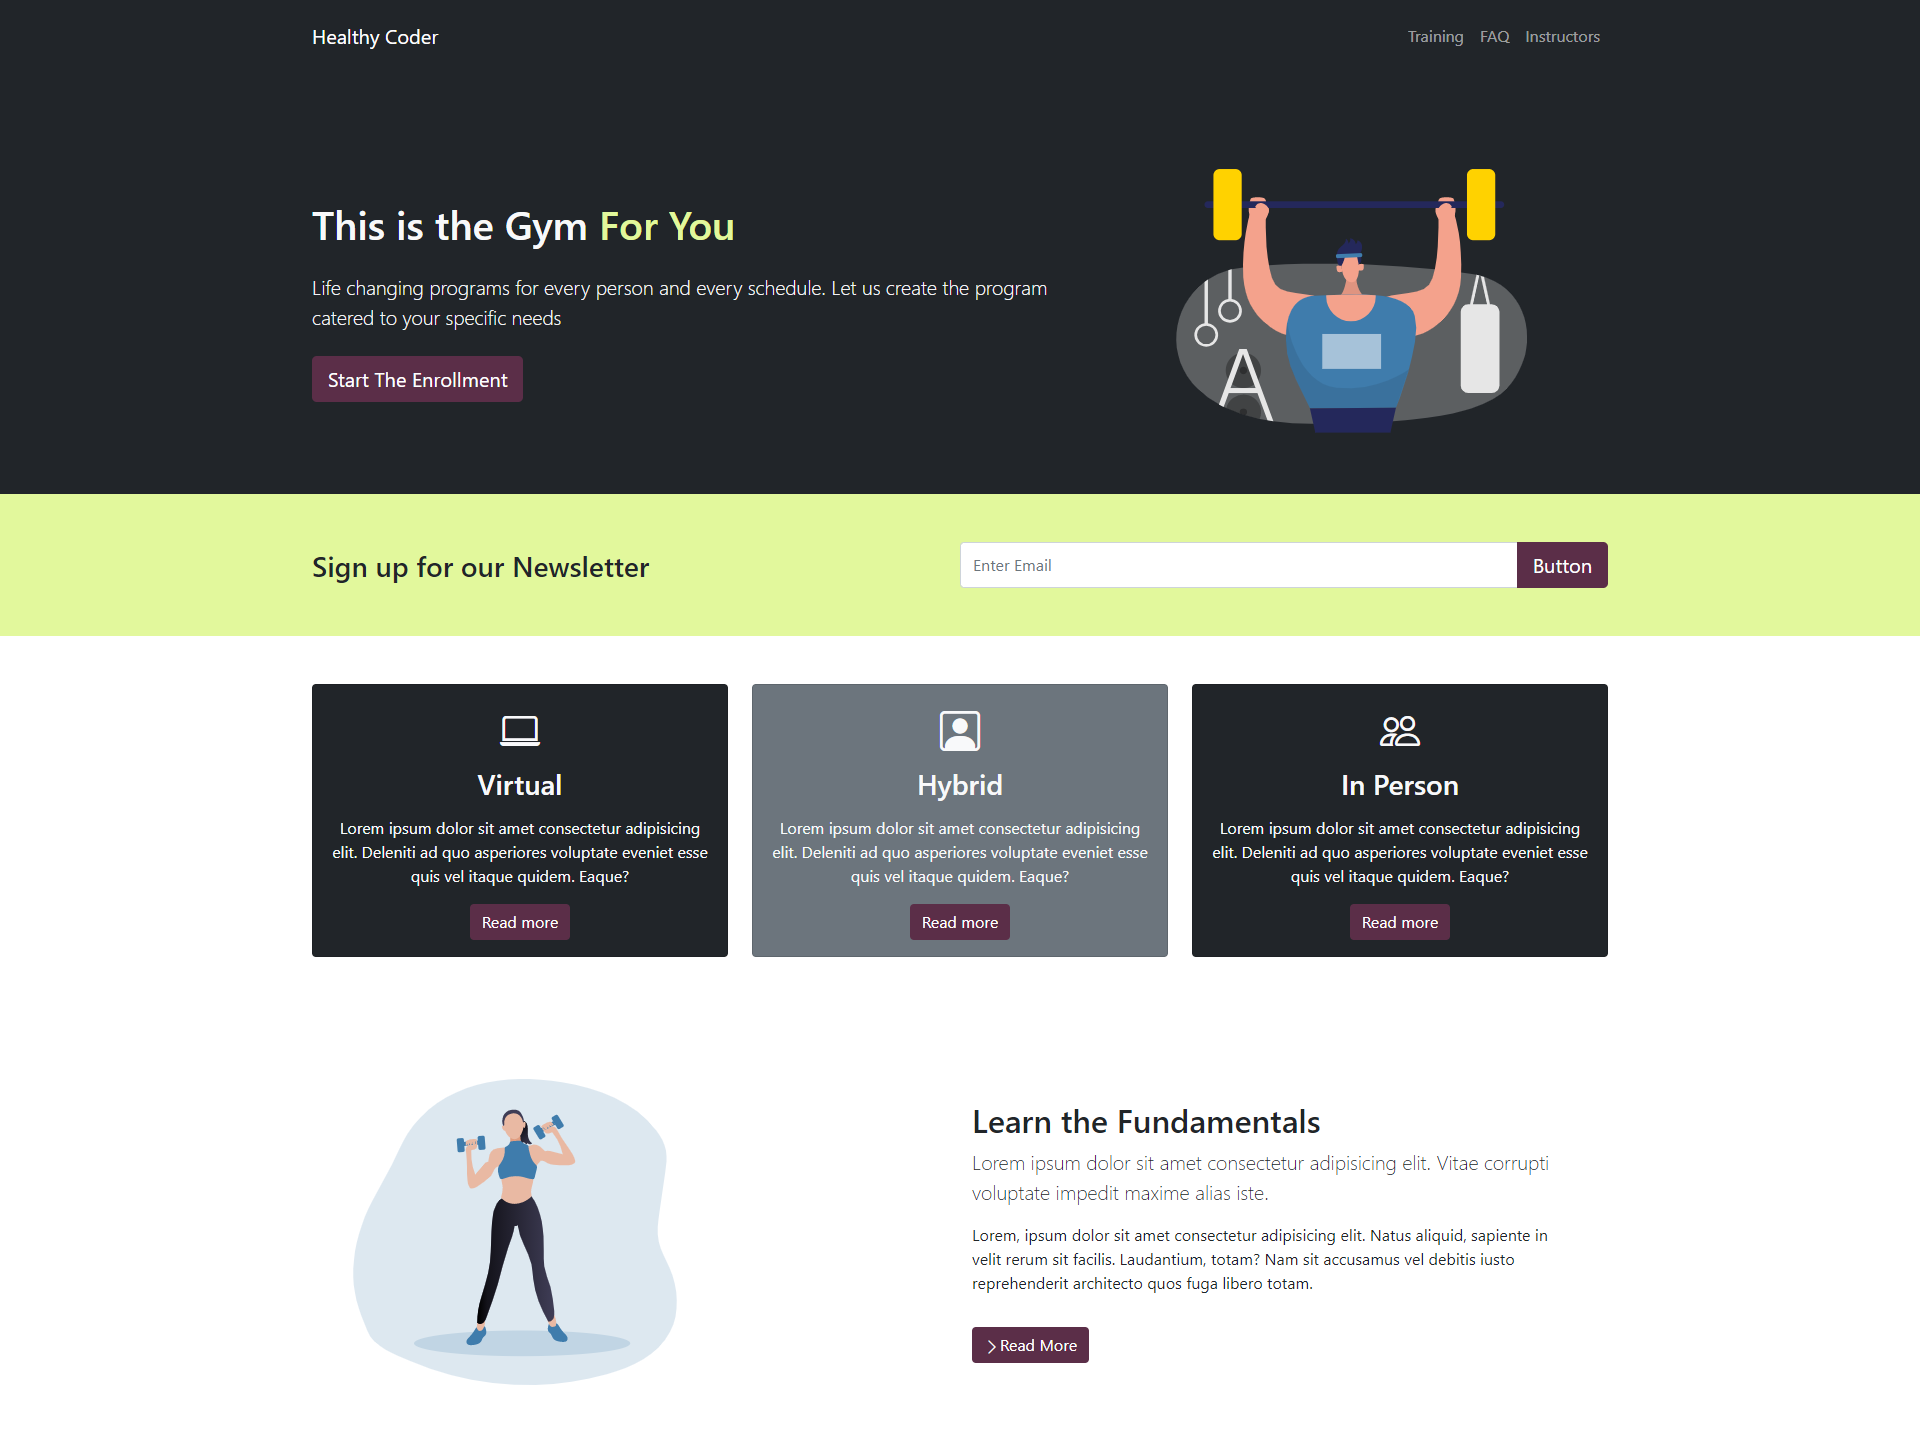 Healthy Coder
Training FAQ Instructors
This is the Gym For You
Life changing programs for every person and every schedule. Let us create the program
catered to your specific needs
Start The Enrollment
Sign up for our Newsletter
Enter Email
Button
Virtual
Lorem ipsum dolor sit amet consectetur adipisicing
elit. Deleniti ad quo asperiores voluptate eveniet esse
quis vel itaque quidem. Eaque?
Read more
Hybrid
Lorem ipsum dolor sit amet consectetur adipisicing
elit. Deleniti ad quo asperiores voluptate eveniet esse
quis vel itaque quidem. Eaque?
Read more
In Person
Lorem ipsum dolor sit amet consectetur adipisicing
elit. Deleniti ad quo asperiores voluptate eveniet esse
quis vel itaque quidem. Eaque?
Read more
Learn the Fundamentals
Lorem ipsum dolor sit amet consectetur adipisicing elit. Vitae corrupti
voluptate impedit maxime alias iste.
Lorem, ipsum dolor sit amet consectetur adipisicing elit. Natus aliquid, sapiente in
velit rerum sit facilis. Laudantium, totam? Nam sit accusamus vel debitis iusto
reprehenderit architecto quos fuga libero totam.
Read More